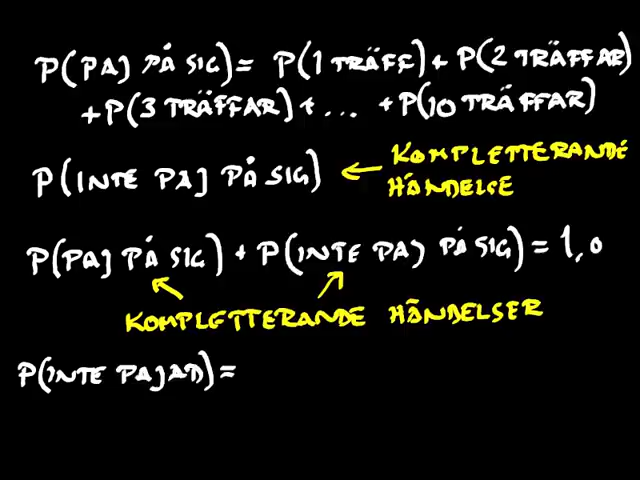 P(PAJ PÅ SIG) = P(1 TRÄFF) + P(2 TRÄFFAR)
+ P(3 TRÄFFAR) + ... + P(10 TRÄFFAR)
P(INTE PAJ PÅ SIG) ← KOMPLETTERANDE
HÄNDELSE
P(PAJ PÅ SIG) + P(INTE PAJ PÅ SIG) = 1,0
KOMPLETTERANDE HÄNDELSER
P(INTE PAJAD) =